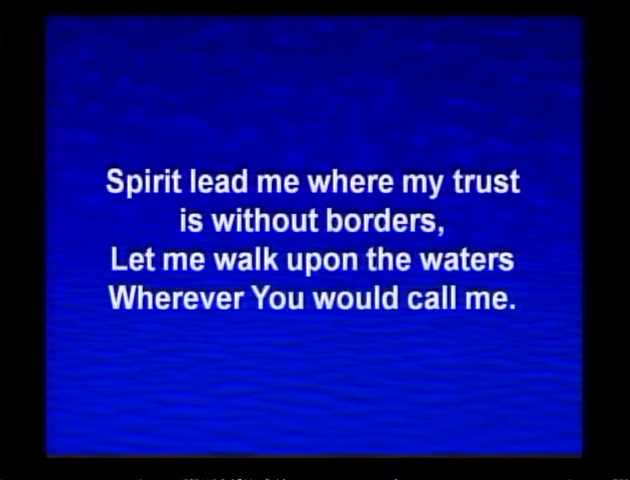 Spirit lead me where my trust
is without borders,
Let me walk upon the waters
Wherever You would call me.